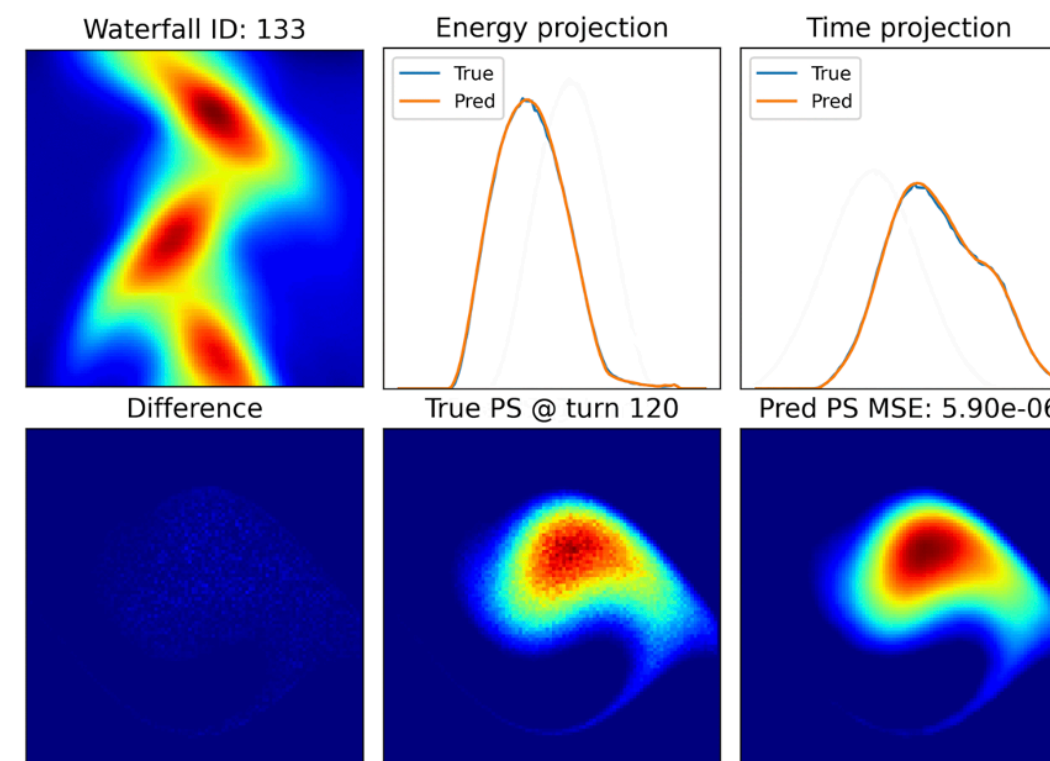 Waterfall ID: 133
Energy projection
Time projection
True
Pred
True
Pred
Difference
True PS @ turn 120
Pred PS MSE: 5.90e-06